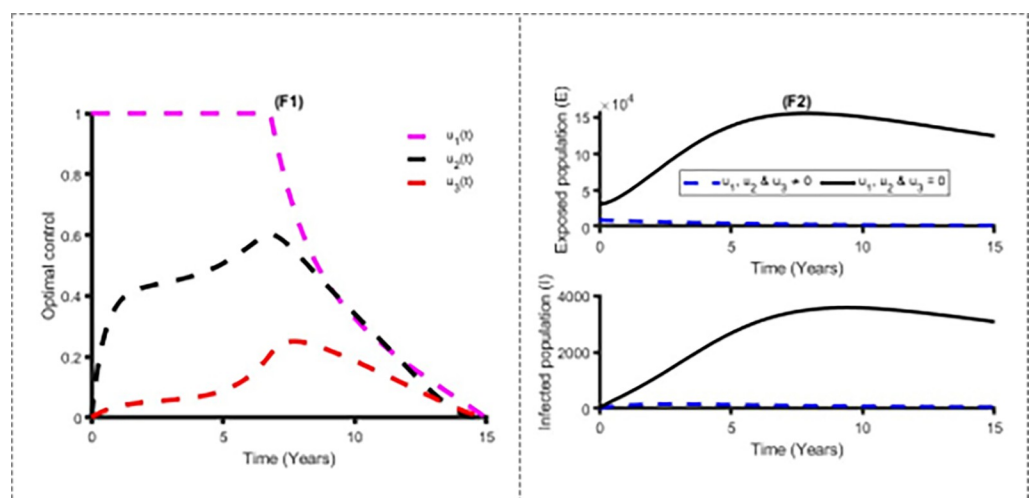 (F1)
1
0.8
0.6
0.4
0.2
0
Optimal control
u1(t)
u2(t)
u3(t)
0 5 10 15
Time (Years)
(F2)
×10^4
15
10
5
0
Exposed population (E)
u1, u2 & u3 ≠ 0 u1, u2 & u3 = 0
0 5 10 15
Time (Years)
4000
2000
0
Infected population (I)
0 5 10 15
Time (Years)